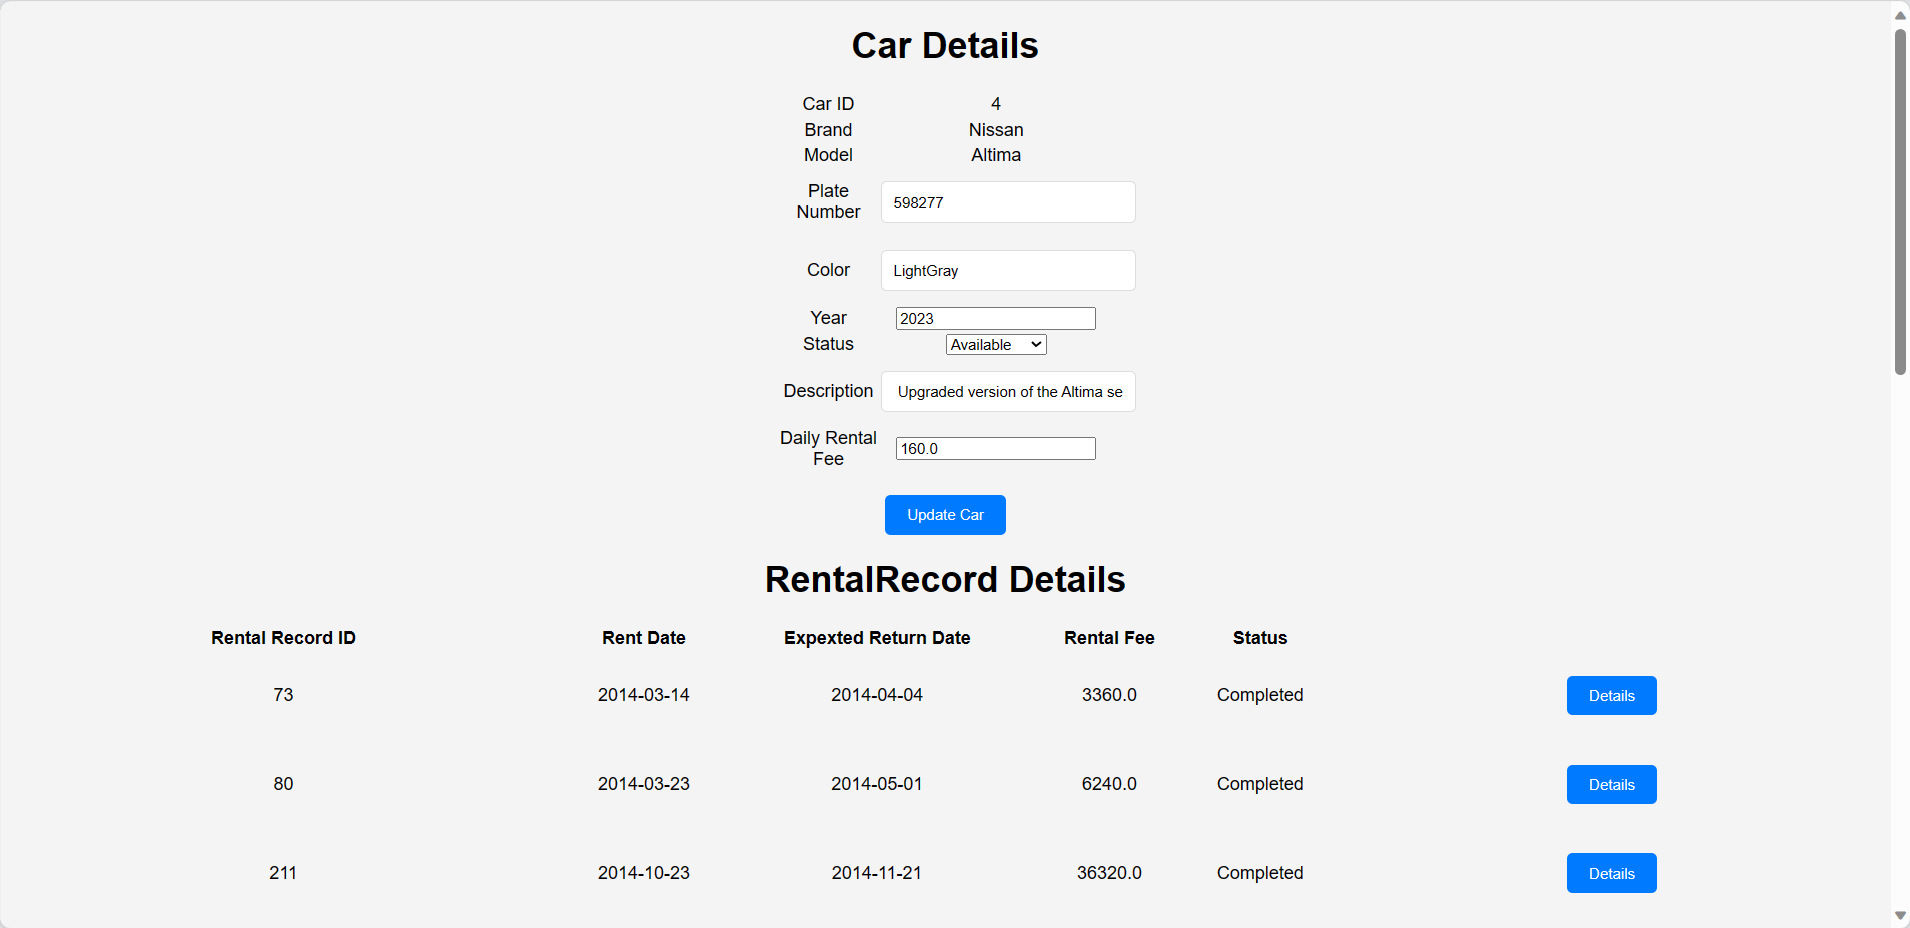 Car Details
Car ID 4
Brand Nissan
Model Altima
Plate
Number 598277
Color LightGray
Year 2023
Status Available
Description Upgraded version of the Altima se
Daily Rental
Fee 160.0
Update Car
RentalRecord Details
Rental Record ID Rent Date Expexted Return Date Rental Fee Status
73 2014-03-14 2014-04-04 3360.0 Completed Details
80 2014-03-23 2014-05-01 6240.0 Completed Details
211 2014-10-23 2014-11-21 36320.0 Completed Details